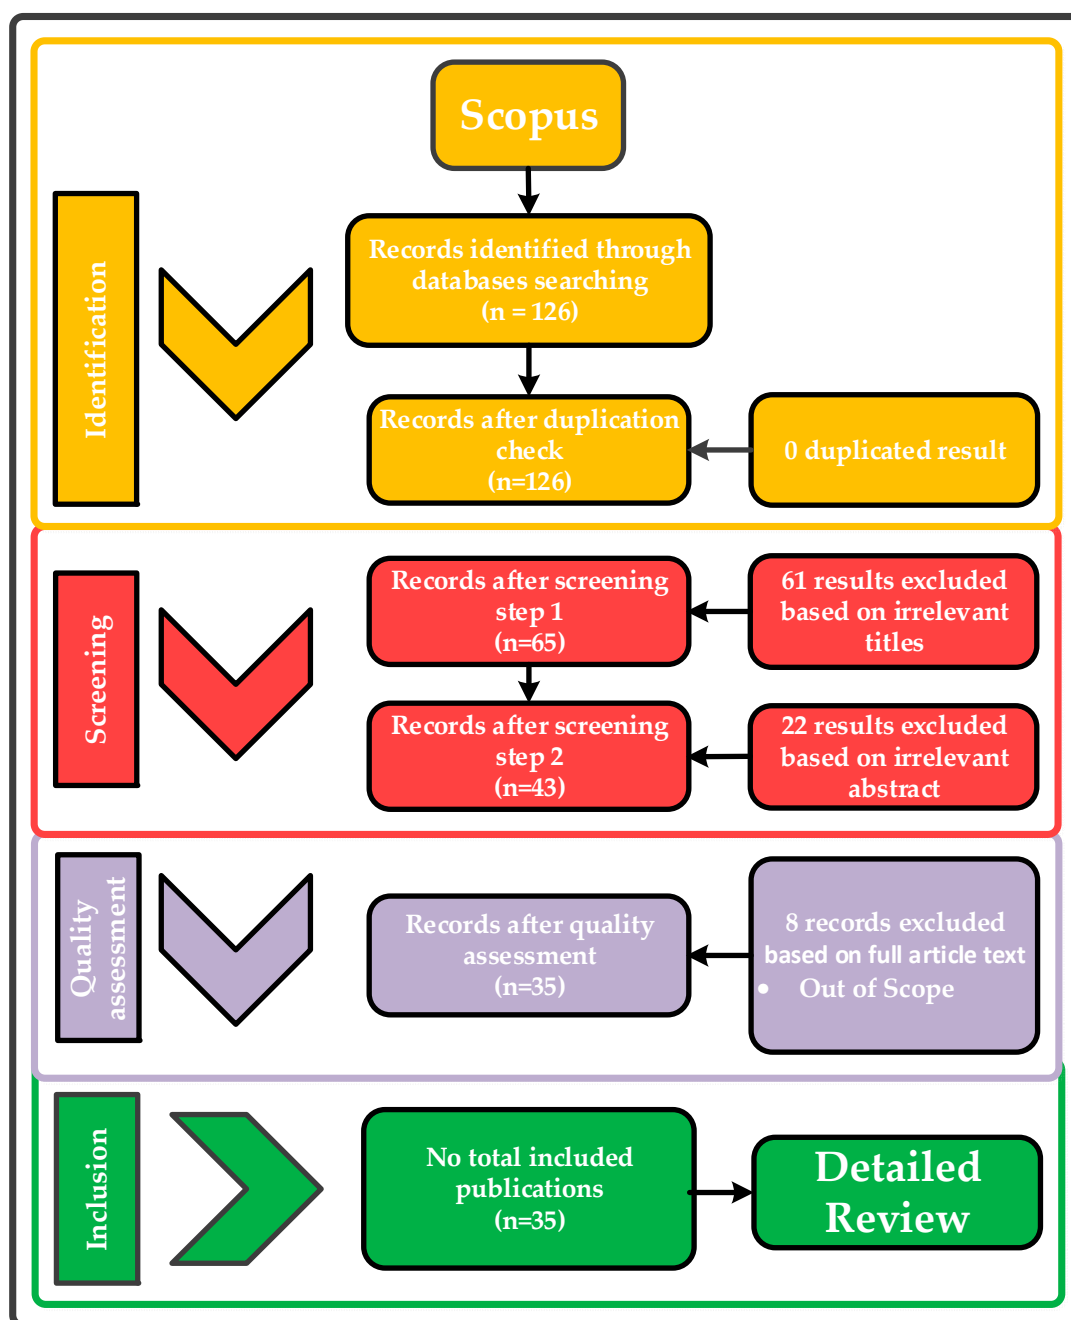 Scopus
Identification
Records identified through
databases searching
(n = 126)
Records after duplication
check
(n=126)
0 duplicated result
Screening
Records after screening
step 1
(n=65)
61 results excluded
based on irrelevant
titles
Records after screening
step 2
(n=43)
22 results excluded
based on irrelevant
abstract
Quality
assessment
Records after quality
assessment
(n=35)
8 records excluded
based on full article text
• Out of Scope
Inclusion
No total included
publications
(n=35)
Detailed
Review